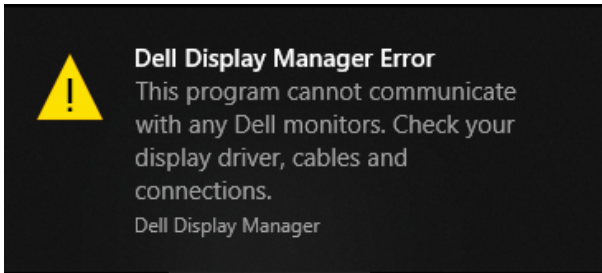 Dell Display Manager Error
This program cannot communicate
with any Dell monitors. Check your
display driver, cables and
connections.
Dell Display Manager